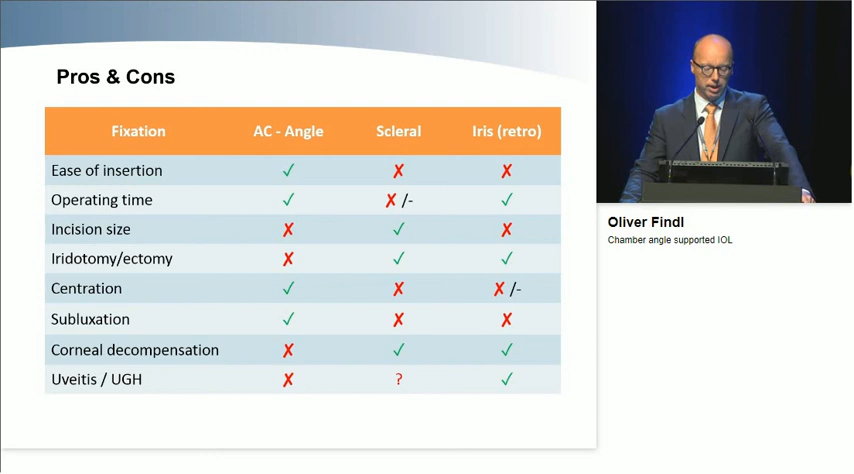 Pros & Cons
Fixation AC - Angle Scleral Iris (retro)
Ease of insertion ✓ ✗ ✗
Operating time ✓ ✗ /- ✓
Incision size ✗ ✓ ✗
Iridotomy/ectomy ✗ ✓ ✓
Centration ✓ ✗ ✗ /-
Subluxation ✓ ✗ ✗
Corneal decompensation ✗ ✓ ✓
Uveitis / UGH ✗ ? ✓
Oliver Findl
Chamber angle supported IOL